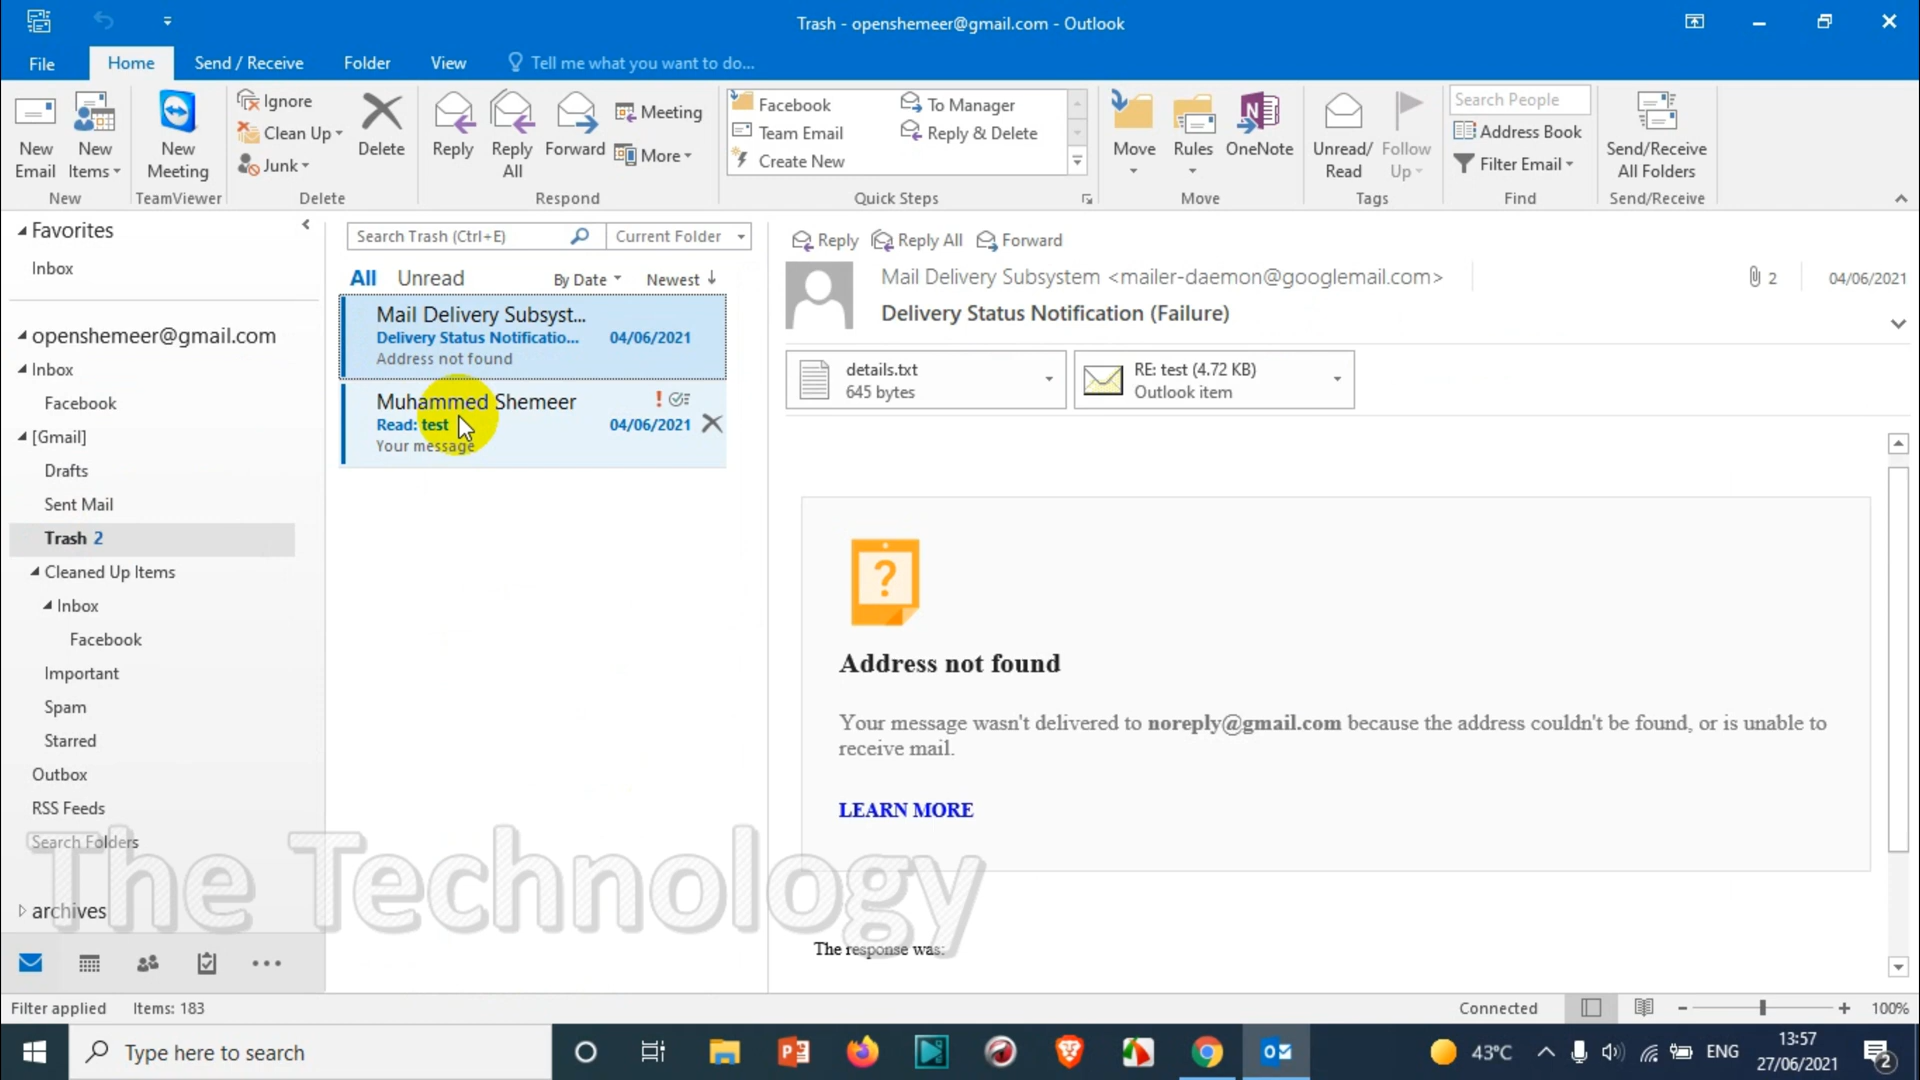 Trash - openshemeer@gmail.com - Outlook
File
Home
Send / Receive
Folder
View
Tell me what you want to do...
New
Email
New
Items
New
New
Meeting
TeamViewer
Ignore
Clean Up
Junk
Delete
Delete
Reply
Reply
All
Forward
Meeting
More
Respond
Facebook
Team Email
Create New
To Manager
Reply & Delete
Quick Steps
Move
Rules
OneNote
Move
Unread/
Read
Follow
Up
Tags
Search People
Address Book
Filter Email
Find
Send/Receive
All Folders
Send/Receive
Favorites
Inbox
openshemeer@gmail.com
Inbox
Facebook
[Gmail]
Drafts
Sent Mail
Trash 2
Cleaned Up Items
Inbox
Facebook
Important
Spam
Starred
Outbox
RSS Feeds
Search Folders
archives
Search Trash (Ctrl+E)
Current Folder
All
Unread
By Date
Newest
Mail Delivery Subsyst...
Delivery Status Notificatio...
04/06/2021
Address not found
Muhammed Shemeer
Read: test
04/06/2021
Your message
Reply
Reply All
Forward
Mail Delivery Subsystem <mailer-daemon@googlemail.com>
2
04/06/2021
Delivery Status Notification (Failure)
details.txt
645 bytes
RE: test (4.72 KB)
Outlook item
Address not found
Your message wasn't delivered to noreply@gmail.com because the address couldn't be found, or is unable to
receive mail.
LEARN MORE
The response was:
The Technology
Filter applied
Items: 183
Connected
100%
Type here to search
43°C
ENG
13:57
27/06/2021
2